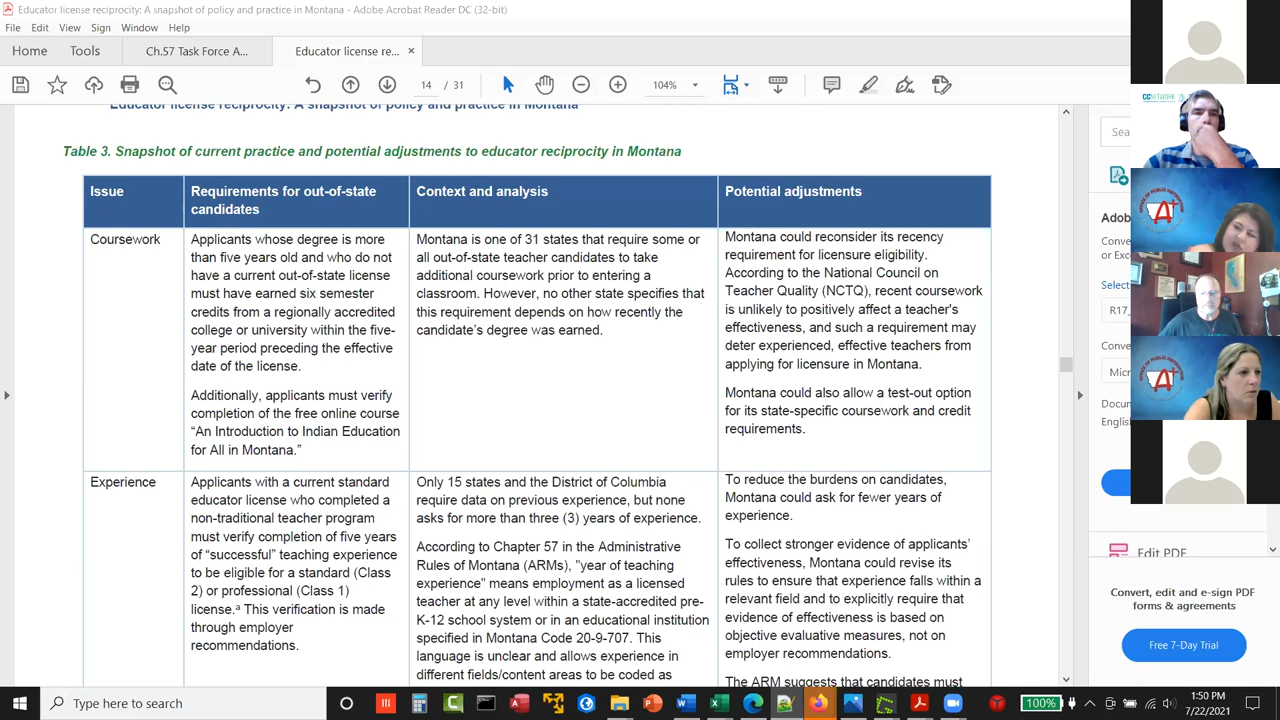 Educator license reciprocity: A snapshot of policy and practice in Montana - Adobe Acrobat Reader DC (32-bit)
File Edit View Sign Window Help
Home Tools Ch.57 Task Force A... Educator license re... ×
14 / 31 104%
Educator license reciprocity: A snapshot of policy and practice in Montana
Table 3. Snapshot of current practice and potential adjustments to educator reciprocity in Montana
Issue
Requirements for out-of-state
candidates
Context and analysis
Potential adjustments
Coursework
Applicants whose degree is more
than five years old and who do not
have a current out-of-state license
must have earned six semester
credits from a regionally accredited
college or university within the five-
year period preceding the effective
date of the license.
Additionally, applicants must verify
completion of the free online course
“An Introduction to Indian Education
for All in Montana.”
Montana is one of 31 states that require some or
all out-of-state teacher candidates to take
additional coursework prior to entering a
classroom. However, no other state specifies that
this requirement depends on how recently the
candidate’s degree was earned.
Montana could reconsider its recency
requirement for licensure eligibility.
According to the National Council on
Teacher Quality (NCTQ), recent coursework
is unlikely to positively affect a teacher's
effectiveness, and such a requirement may
deter experienced, effective teachers from
applying for licensure in Montana.
Montana could also allow a test-out option
for its state-specific coursework and credit
requirements.
Experience
Applicants with a current standard
educator license who completed a
non-traditional teacher program
must verify completion of five years
of “successful” teaching experience
to be eligible for a standard (Class
2) or professional (Class 1)
license.ᵃ This verification is made
through employer
recommendations.
Only 15 states and the District of Columbia
require data on previous experience, but none
asks for more than three (3) years of experience.
According to Chapter 57 in the Administrative
Rules of Montana (ARMs), "year of teaching
experience" means employment as a licensed
teacher at any level within a state-accredited pre-
K-12 school system or in an educational institution
specified in Montana Code 20-9-707. This
language is unclear and allows experience in
different fields/content areas to be coded as
To reduce the burdens on candidates,
Montana could ask for fewer years of
experience.
To collect stronger evidence of applicants’
effectiveness, Montana could revise its
rules to ensure that experience falls within a
relevant field and to explicitly require that
evidence of effectiveness is based on
objective evaluative measures, not on
employer recommendations.
The ARM suggests that candidates must
Sea
Adob
Conve
or Exce
Select
R17_
Conve
Micr
Docum
English
Edit PDF
Convert, edit and e-sign PDF
forms & agreements
Free 7-Day Trial
CCNETWORK
Type here to search
100%
1:50 PM
7/22/2021